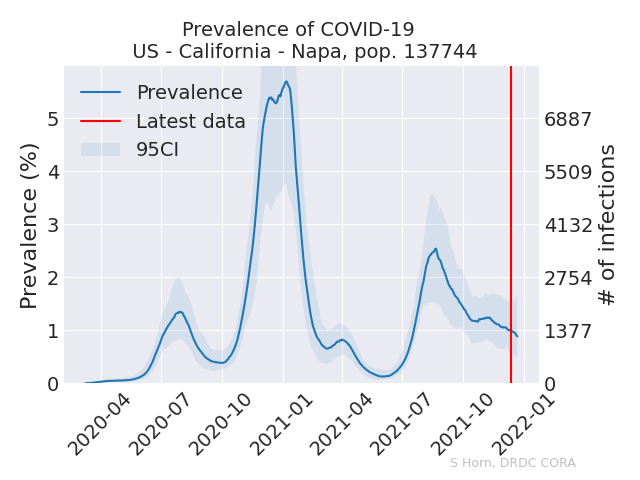 Prevalence of COVID-19
US - California - Napa, pop. 137744
Prevalence
Latest data
95CI
Prevalence (%)
5
4
3
2
1
0
6887
5509
4132
2754
1377
0
# of infections
2020-04
2020-07
2020-10
2021-01
2021-04
2021-07
2021-10
2022-01
S Horn, DRDC CORA